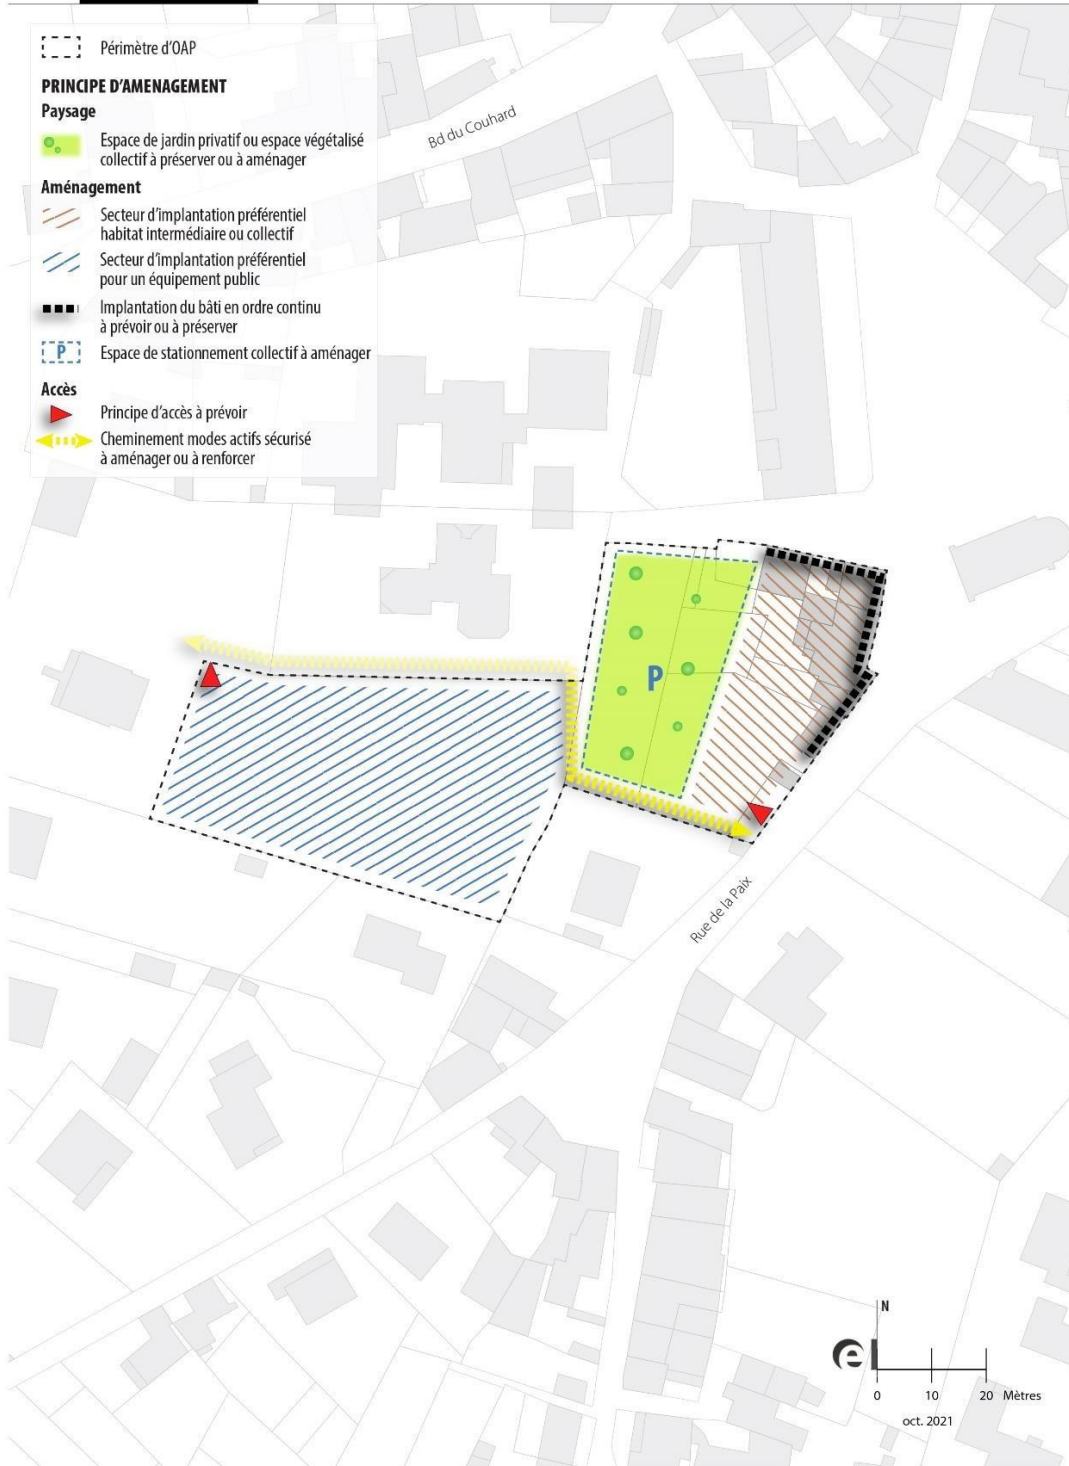 Périmètre d'OAP
PRINCIPE D'AMENAGEMENT
Paysage
Espace de jardin privatif ou espace végétalisé
collectif à préserver ou à aménager
Aménagement
Secteur d'implantation préférentiel
habitat intermédiaire ou collectif
Secteur d'implantation préférentiel
pour un équipement public
Implantation du bâti en ordre continu
à prévoir ou à préserver
P
Espace de stationnement collectif à aménager
Accès
Principe d'accès à prévoir
Cheminement modes actifs sécurisé
à aménager ou à renforcer
Bd du Couhard
P
Rue de la Paix
N
e
0 10 20 Mètres
oct. 2021